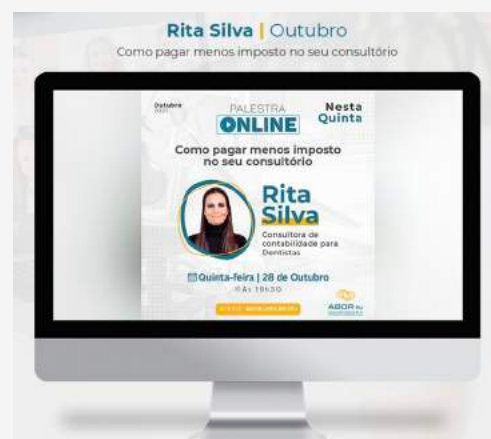 Rita Silva | Outubro
Como pagar menos imposto no seu consultório
Outubro
PALESTRA
ONLINE
Nesta
Quinta
Como pagar menos imposto
no seu consultório
Rita
Silva
Consultora de
contabilidade para
Dentistas
Quinta-feira | 28 de Outubro
Às 19h30
ABOR